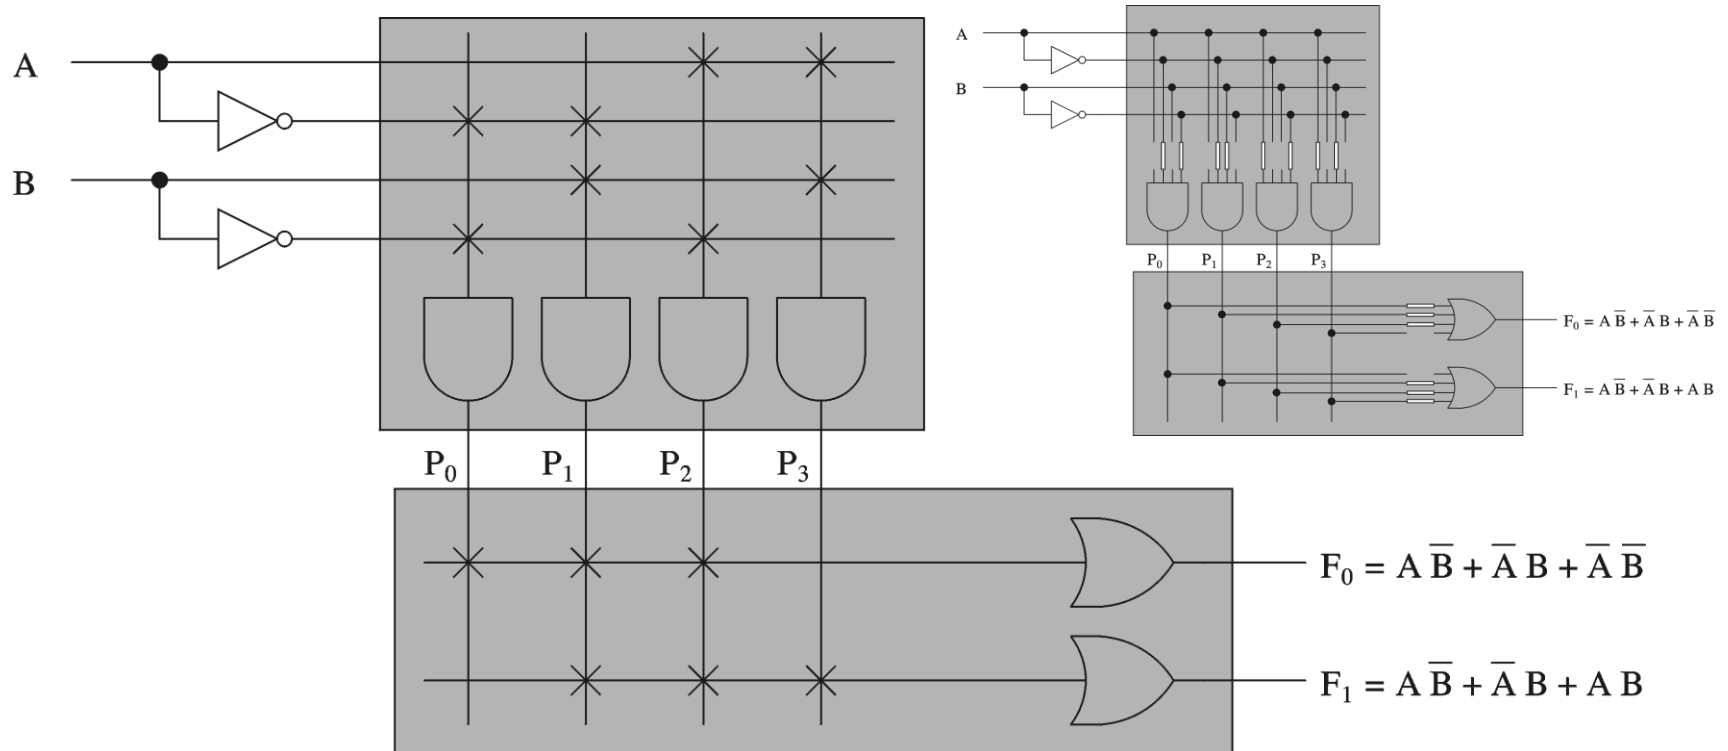 A
B
P₀ P₁ P₂ P₃
F₀ = A B̅ + A̅ B + A̅ B̅
F₁ = A B̅ + A̅ B + A B
A
B
P₀ P₁ P₂ P₃
F₀ = A B̅ + A̅ B + A̅ B̅
F₁ = A B̅ + A̅ B + A B